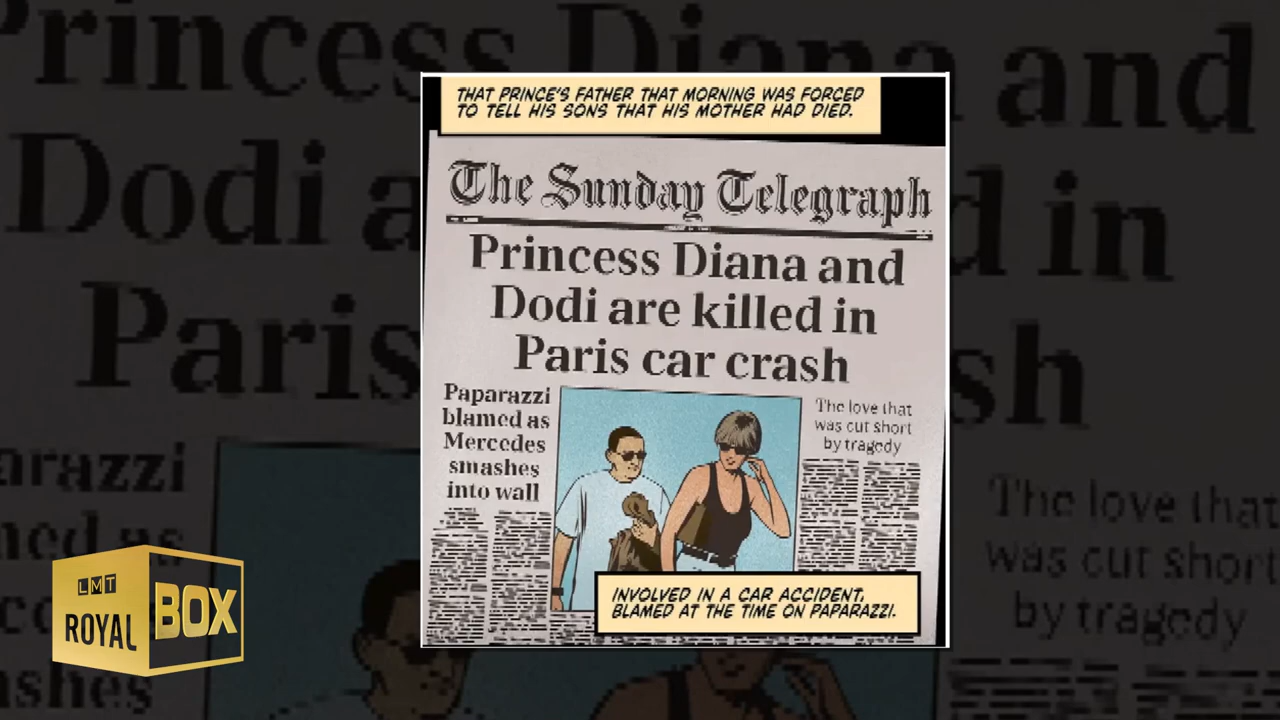 THAT PRINCE'S FATHER THAT MORNING WAS FORCED
TO TELL HIS SONS THAT HIS MOTHER HAD DIED.
The Sunday Telegraph
Princess Diana and
Dodi are killed in
Paris car crash
Paparazzi
blamed as
Mercedes
smashes
into wall
The love that
was cut short
by tragedy
INVOLVED IN A CAR ACCIDENT,
BLAMED AT THE TIME ON PAPARAZZI.
LMT
ROYAL
BOX